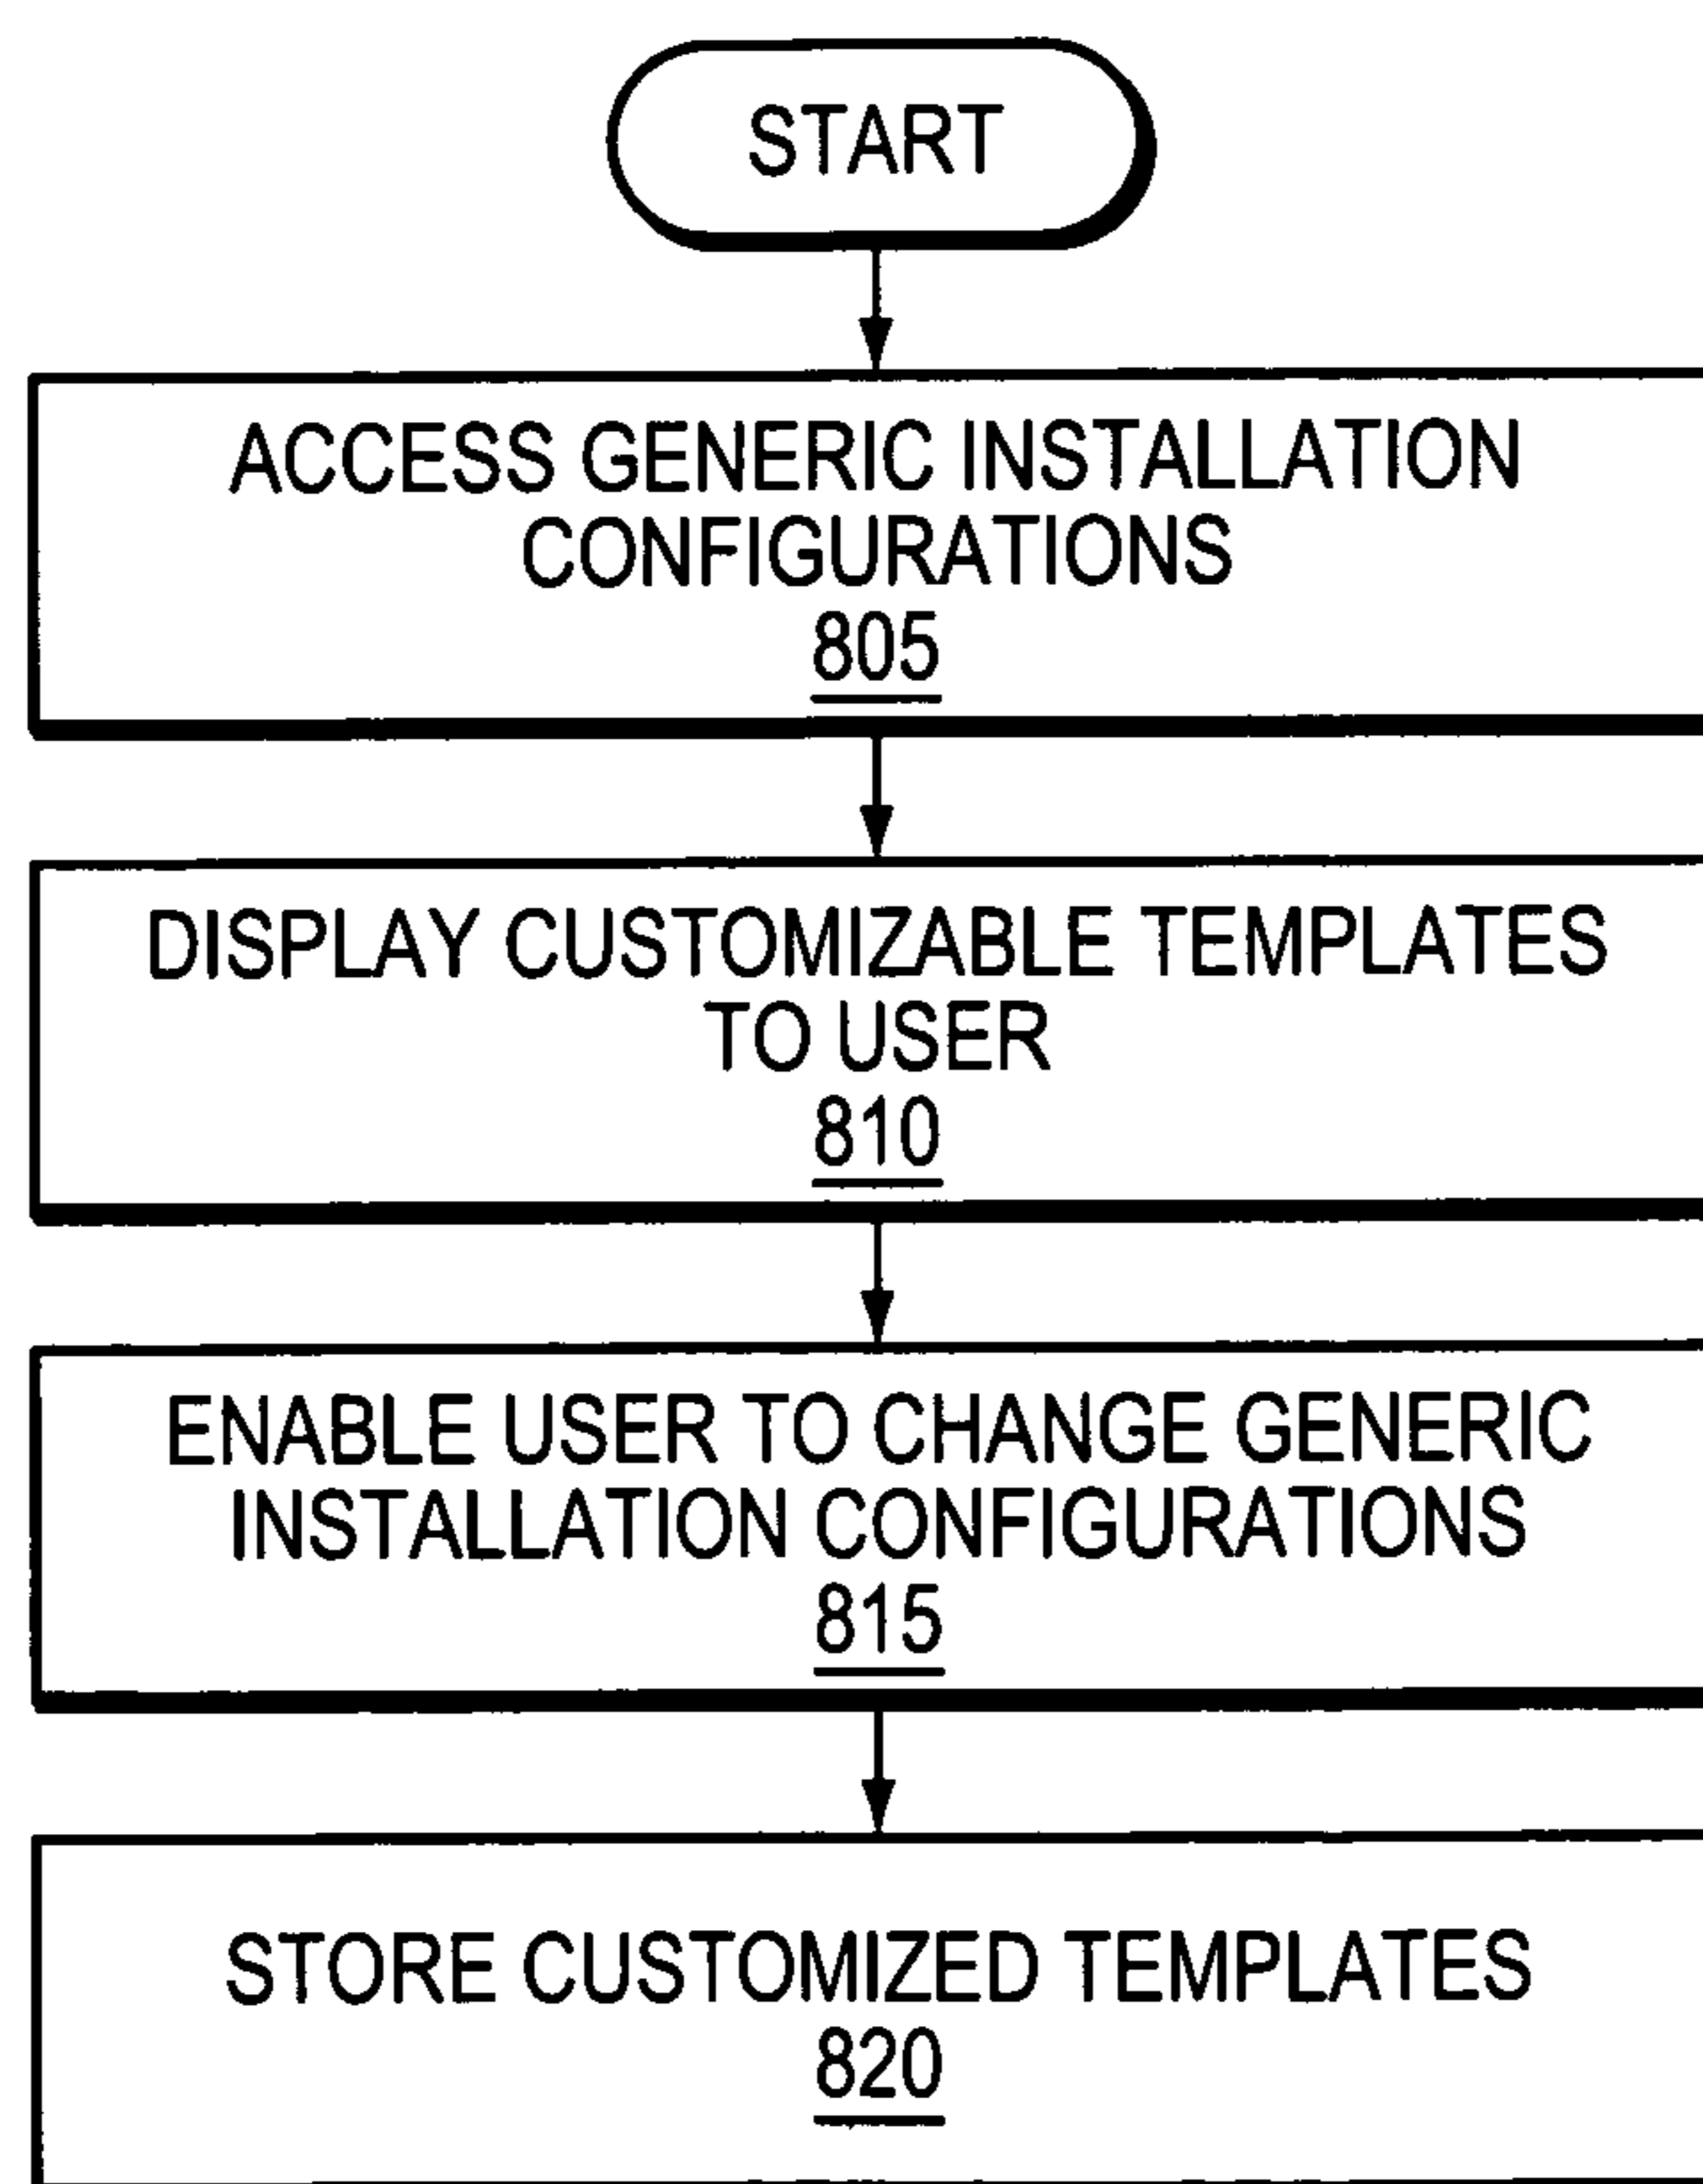 START
ACCESS GENERIC INSTALLATION
CONFIGURATIONS
805
DISPLAY CUSTOMIZABLE TEMPLATES
TO USER
810
ENABLE USER TO CHANGE GENERIC
INSTALLATION CONFIGURATIONS
815
STORE CUSTOMIZED TEMPLATES
820